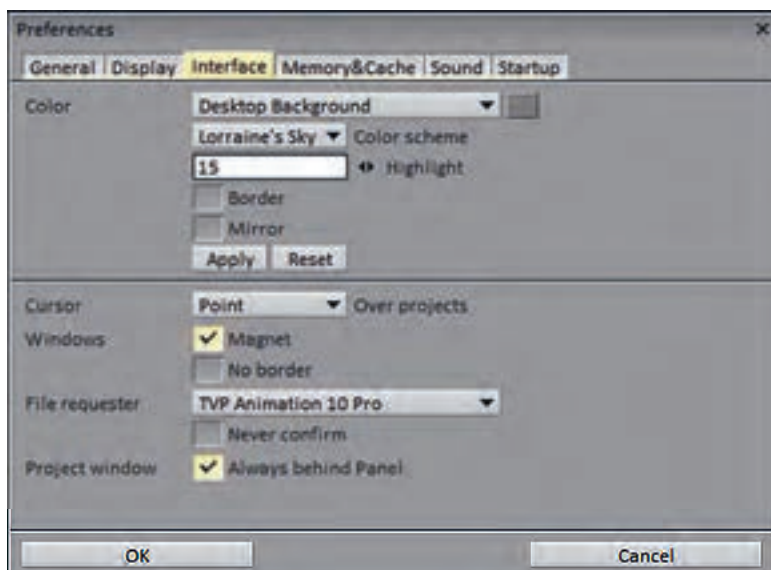 Preferences ×
General Display Interface Memory&Cache Sound Startup
Color Desktop Background
Lorraine's Sky Color scheme
15 Highlight
Border
Mirror
Apply Reset
Cursor Point Over projects
Windows Magnet
No border
File requester TVP Animation 10 Pro
Never confirm
Project window Always behind Panel
OK Cancel